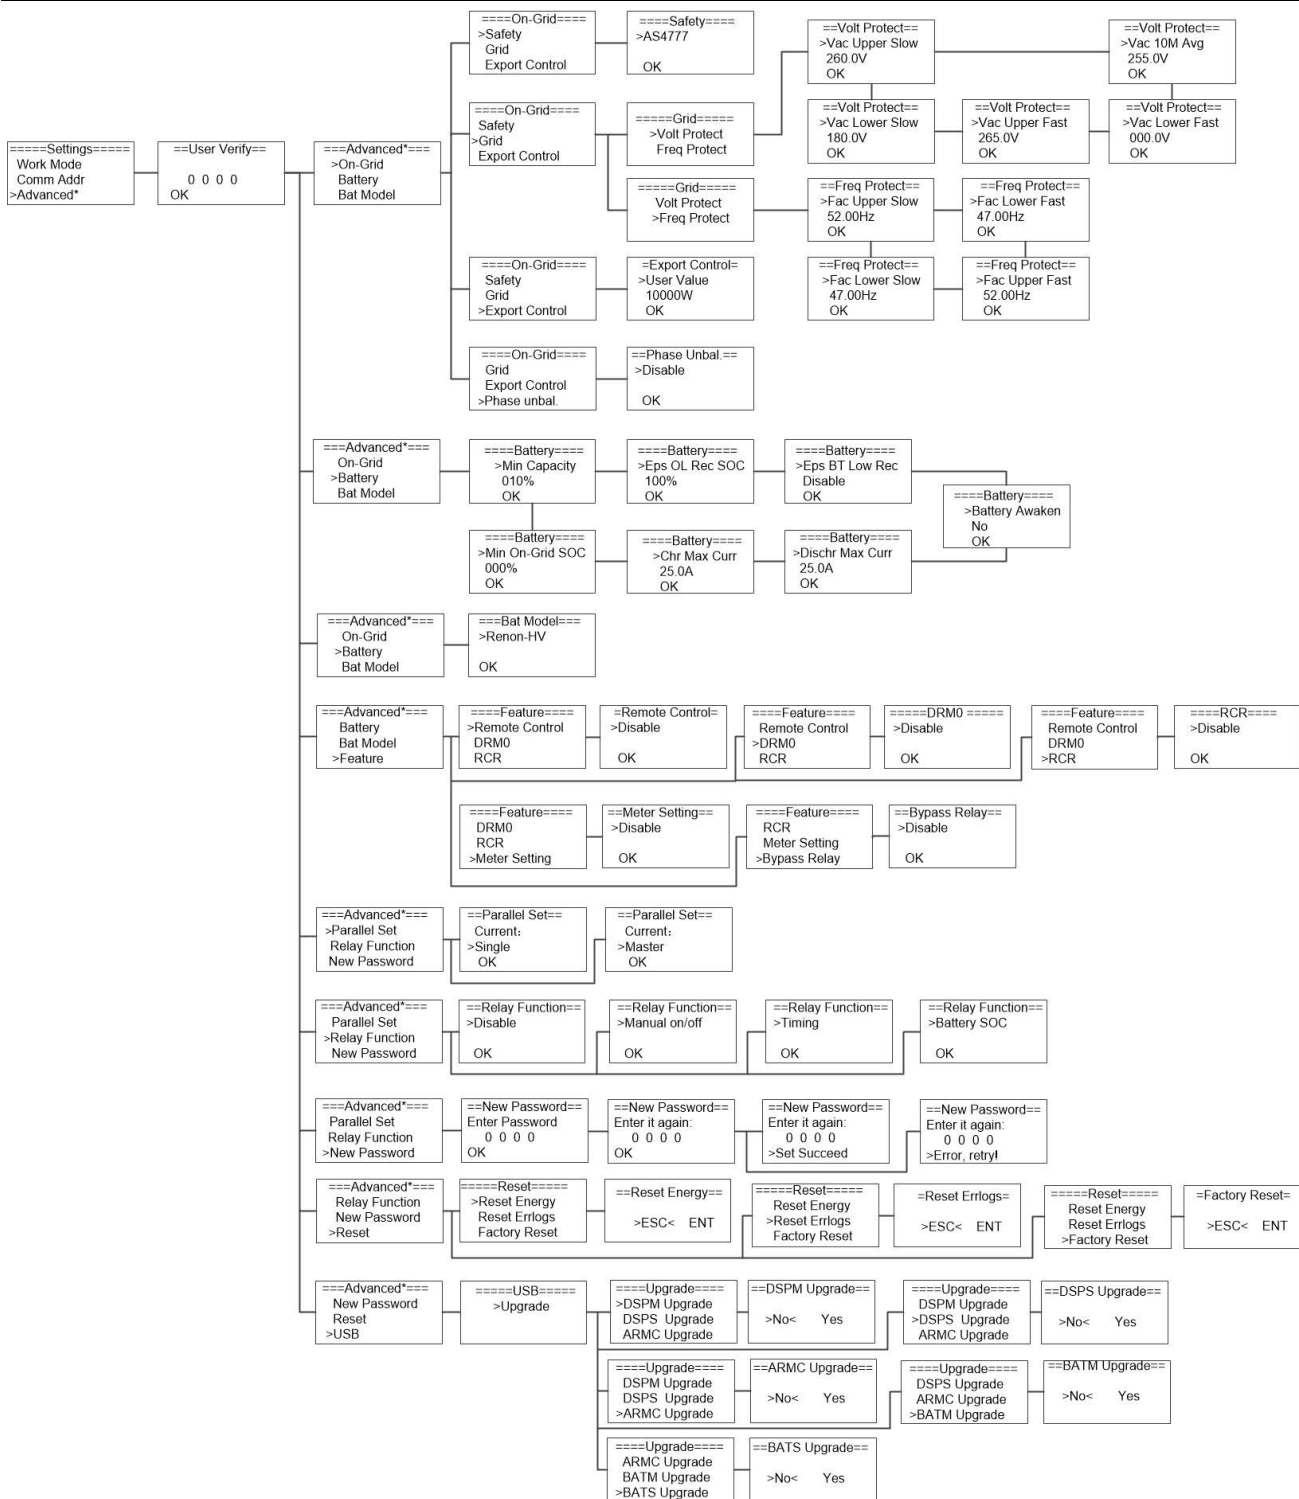 =====Settings=====
Work Mode
Comm Addr
>Advanced*
==User Verify==
0 0 0 0
OK
===Advanced*===
>On-Grid
Battery
Bat Model
====On-Grid====
>Safety
Grid
Export Control
====Safety====
>AS4777
OK
====On-Grid====
Safety
>Grid
Export Control
=====Grid=====
>Volt Protect
Freq Protect
==Volt Protect==
>Vac Upper Slow
260.0V
OK
==Volt Protect==
>Vac 10M Avg
255.0V
OK
==Volt Protect==
>Vac Lower Slow
180.0V
OK
==Volt Protect==
>Vac Upper Fast
265.0V
OK
==Volt Protect==
>Vac Lower Fast
000.0V
OK
=====Grid=====
Volt Protect
>Freq Protect
==Freq Protect==
>Fac Upper Slow
52.00Hz
OK
==Freq Protect==
>Fac Lower Fast
47.00Hz
OK
==Freq Protect==
>Fac Lower Slow
47.00Hz
OK
==Freq Protect==
>Fac Upper Fast
52.00Hz
OK
====On-Grid====
Safety
Grid
>Export Control
=Export Control=
>User Value
10000W
OK
====On-Grid====
Grid
Export Control
>Phase unbal.
==Phase Unbal.==
>Disable
OK
===Advanced*===
On-Grid
>Battery
Bat Model
====Battery====
>Min Capacity
010%
OK
====Battery====
>Eps OL Rec SOC
100%
OK
====Battery====
>Eps BT Low Rec
Disable
OK
====Battery====
>Battery Awaken
No
OK
====Battery====
>Min On-Grid SOC
000%
OK
====Battery====
>Chr Max Curr
25.0A
OK
====Battery====
>Dischr Max Curr
25.0A
OK
===Advanced*===
On-Grid
>Battery
Bat Model
===Bat Model===
>Renon-HV
OK
===Advanced*===
Battery
Bat Model
>Feature
====Feature====
>Remote Control
DRM0
RCR
=Remote Control=
>Disable
OK
====Feature====
Remote Control
>DRM0
RCR
=====DRM0 =====
>Disable
OK
====Feature====
Remote Control
DRM0
>RCR
====RCR====
>Disable
OK
====Feature====
DRM0
RCR
>Meter Setting
==Meter Setting==
>Disable
OK
====Feature====
RCR
Meter Setting
>Bypass Relay
==Bypass Relay==
>Disable
OK
===Advanced*===
>Parallel Set
Relay Function
New Password
==Parallel Set==
Current:
>Single
OK
==Parallel Set==
Current:
>Master
OK
===Advanced*===
Parallel Set
>Relay Function
New Password
==Relay Function==
>Disable
OK
==Relay Function==
>Manual on/off
OK
==Relay Function==
>Timing
OK
==Relay Function==
>Battery SOC
OK
===Advanced*===
Parallel Set
Relay Function
>New Password
==New Password==
Enter Password
0 0 0 0
OK
==New Password==
Enter it again:
0 0 0 0
OK
==New Password==
Enter it again:
0 0 0 0
>Set Succeed
==New Password==
Enter it again:
0 0 0 0
>Error, retry!
===Advanced*===
Relay Function
New Password
>Reset
=====Reset=====
>Reset Energy
Reset Errlogs
Factory Reset
==Reset Energy==
>ESC< ENT
=====Reset=====
Reset Energy
>Reset Errlogs
Factory Reset
=Reset Errlogs=
>ESC< ENT
=====Reset=====
Reset Energy
Reset Errlogs
>Factory Reset
=Factory Reset=
>ESC< ENT
===Advanced*===
New Password
Reset
>USB
=====USB=====
>Upgrade
====Upgrade====
>DSPM Upgrade
DSPS Upgrade
ARMC Upgrade
==DSPM Upgrade==
>No< Yes
====Upgrade====
DSPM Upgrade
>DSPS Upgrade
ARMC Upgrade
==DSPS Upgrade==
>No< Yes
====Upgrade====
DSPM Upgrade
DSPS Upgrade
>ARMC Upgrade
==ARMC Upgrade==
>No< Yes
====Upgrade====
DSPS Upgrade
ARMC Upgrade
>BATM Upgrade
==BATM Upgrade==
>No< Yes
====Upgrade====
ARMC Upgrade
BATM Upgrade
>BATS Upgrade
==BATS Upgrade==
>No< Yes